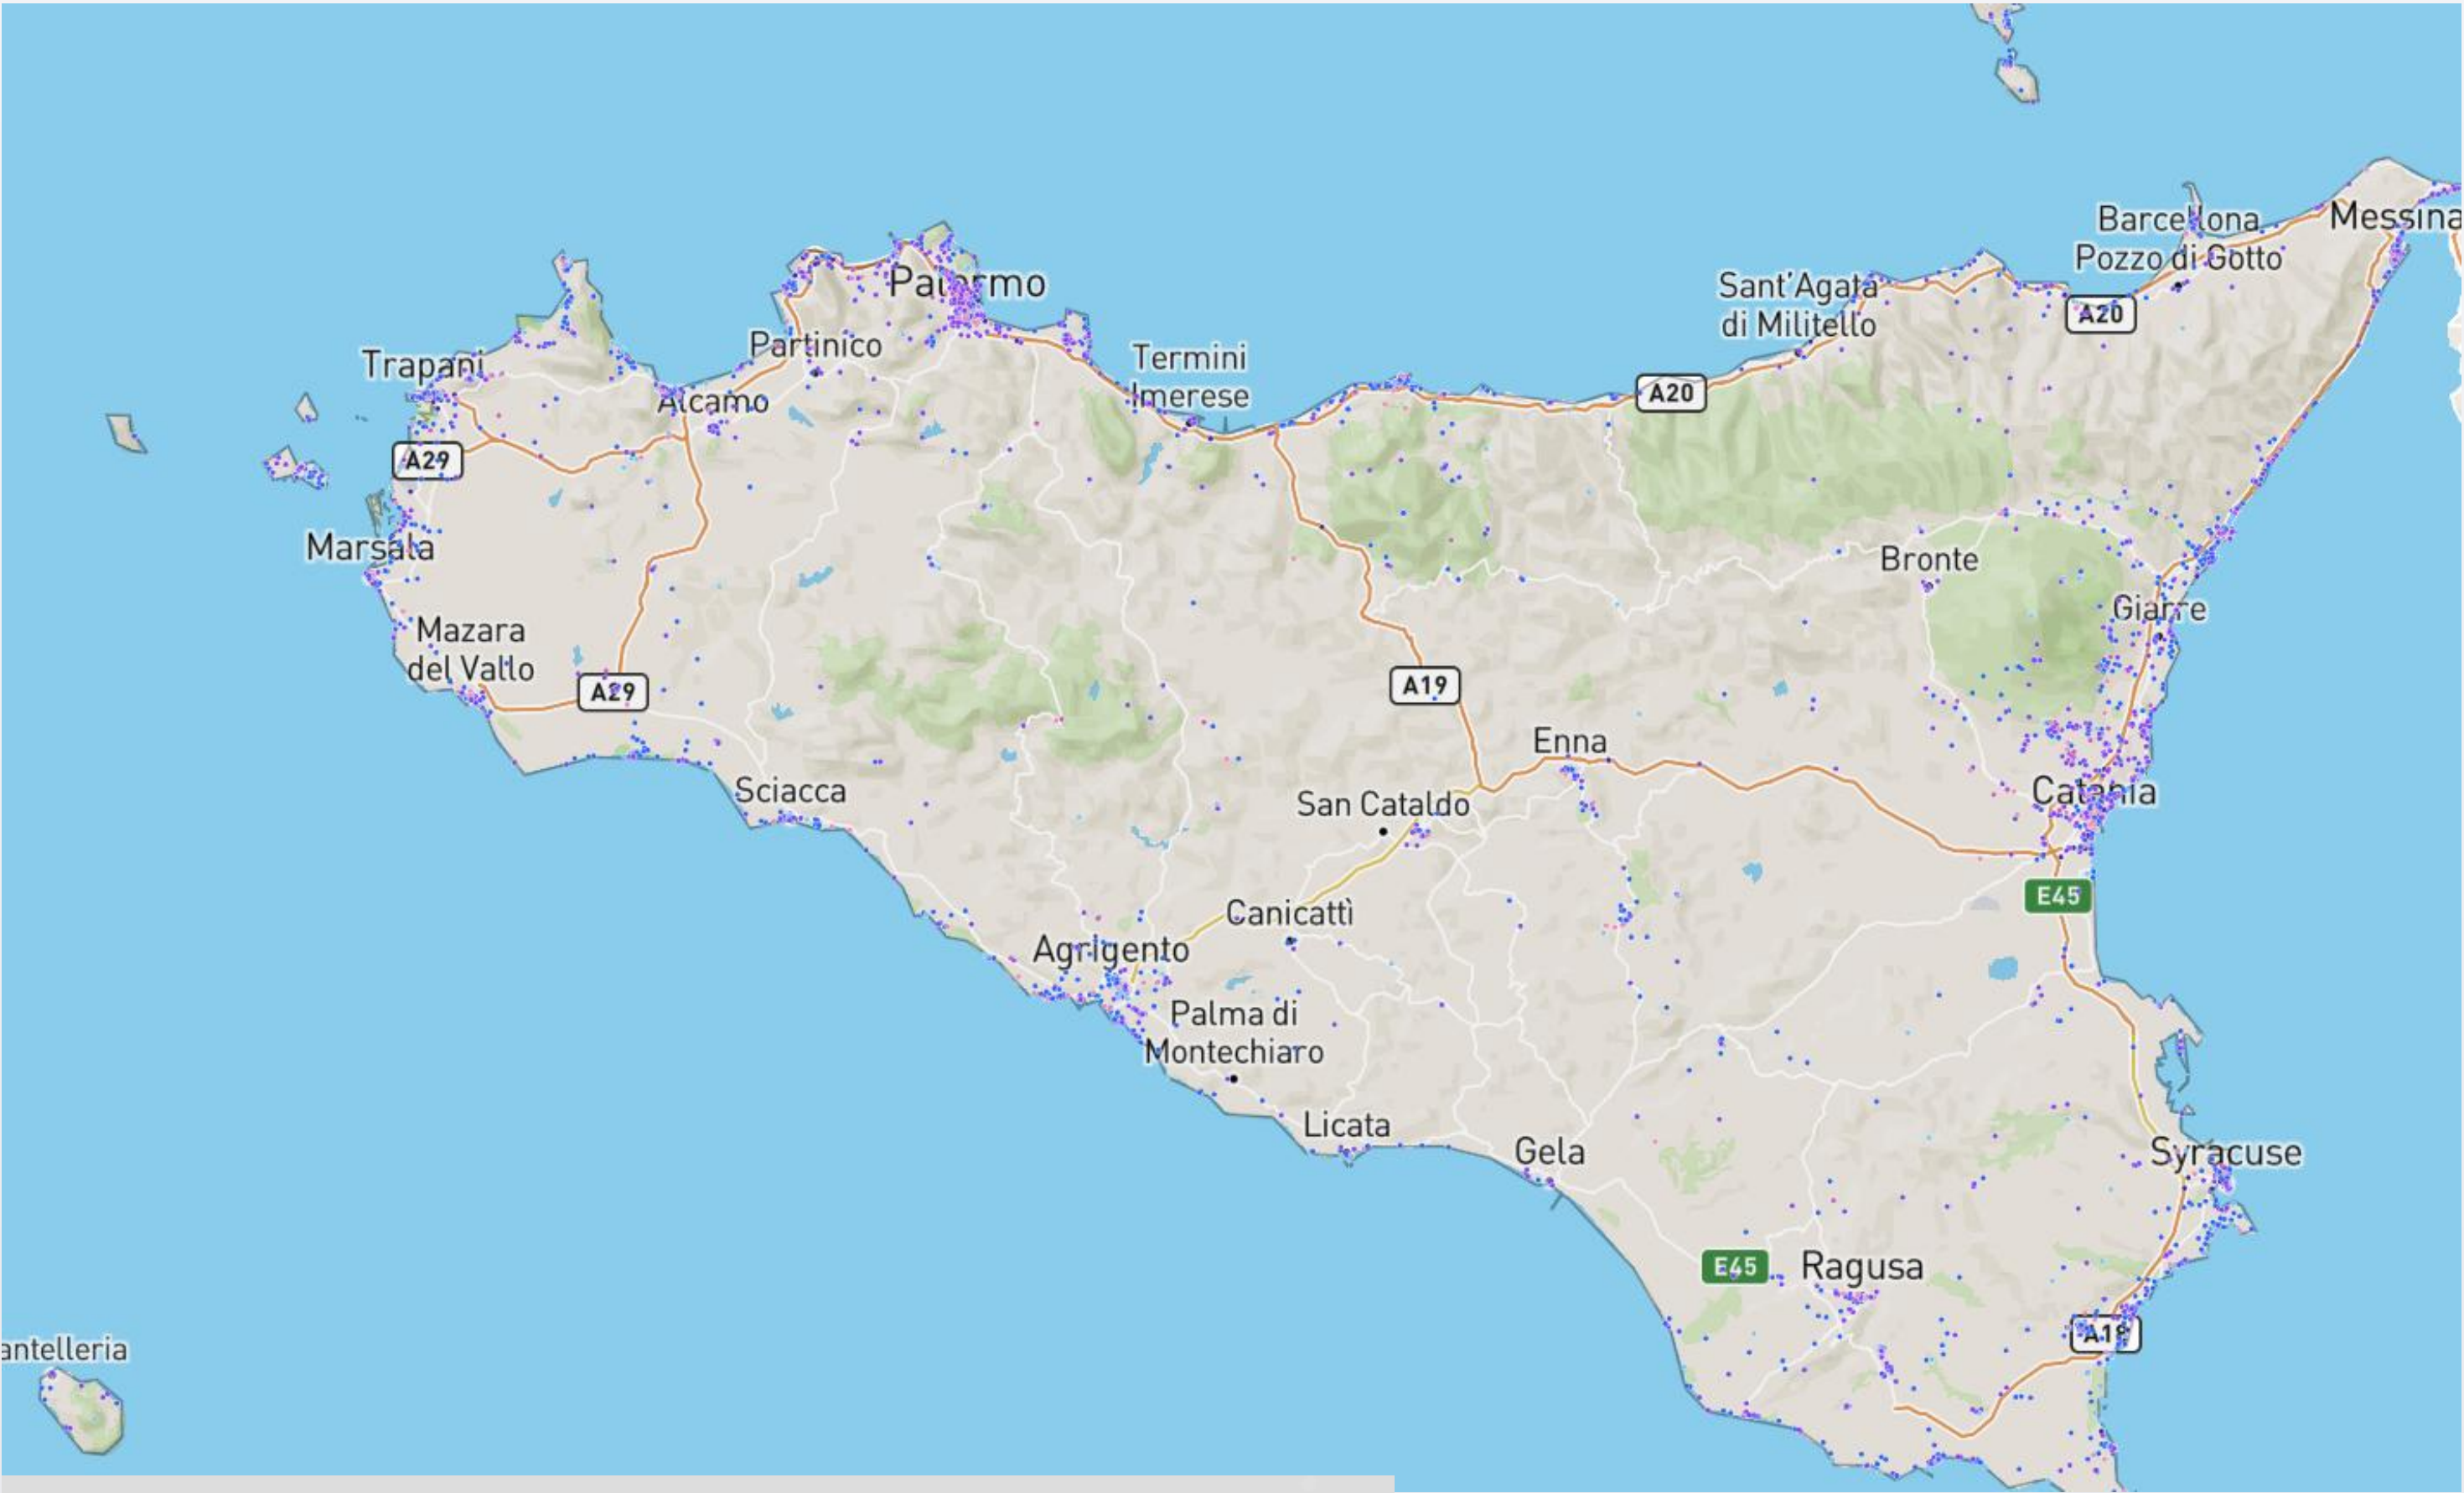 Messina
Barcellona
Pozzo di Gotto
Palermo
Sant'Agata
di Militello
A20
Partinico
Trapani
Termini
Imerese
A20
Alcamo
A29
Marsala
Bronte
Giarre
Mazara
del Vallo
A29
A19
Enna
Sciacca
San Cataldo
Catania
E45
Canicattì
Agrigento
Palma di
Montechiaro
Licata
Gela
Syracuse
E45
Ragusa
A18
antelleria